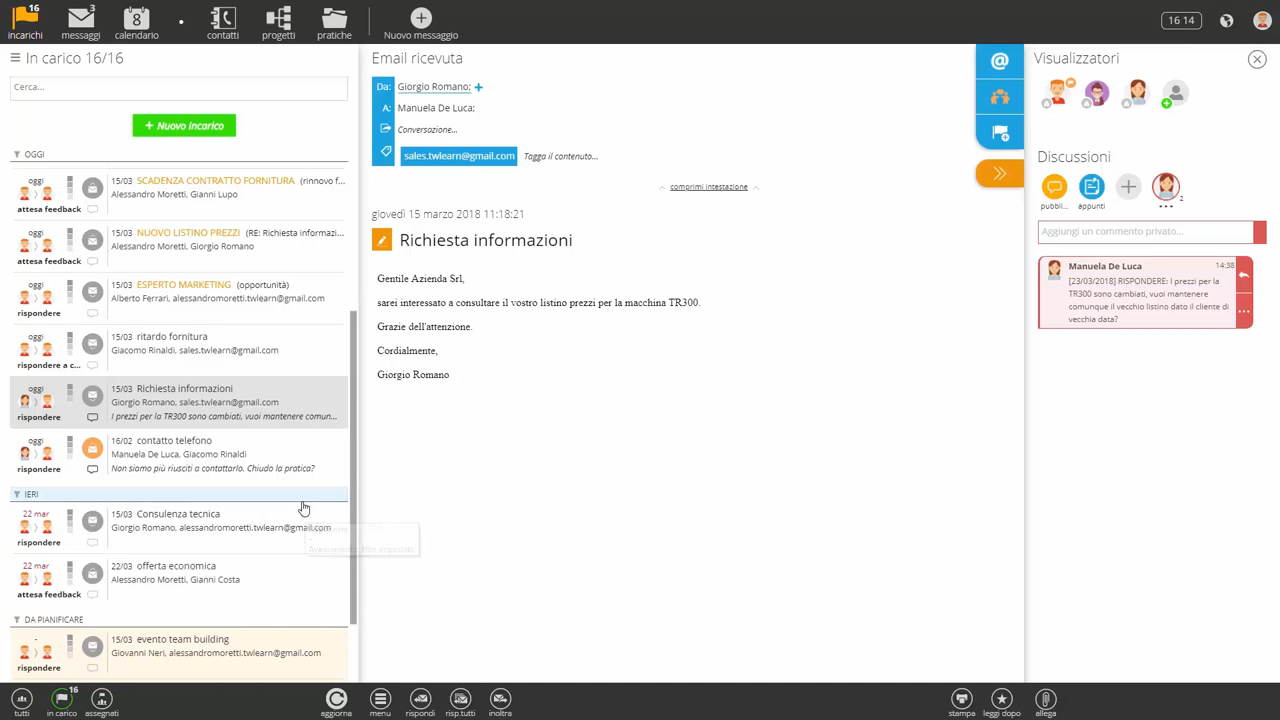 16
3
8
incarichi
messaggi
calendario
contatti
progetti
pratiche
Nuovo messaggio
16 14
In carico 16/16
Cerca...
+ Nuovo incarico
OGGI
oggi
15/03 SCADENZA CONTRATTO FORNITURA (rinnovo f...
Alessandro Moretti, Gianni Lupo
attesa feedback
oggi
15/03 NUOVO LISTINO PREZZI (RE: Richiesta informazi...
Alessandro Moretti, Giorgio Romano
attesa feedback
oggi
15/03 ESPERTO MARKETING (opportunità)
Alberto Ferrari, alessandromoretti.twlearn@gmail.com
rispondere
oggi
15/03 ritardo fornitura
Giacomo Rinaldi, sales.twlearn@gmail.com
rispondere a c...
oggi
15/03 Richiesta informazioni
Giorgio Romano, sales.twlearn@gmail.com
rispondere
I prezzi per la TR300 sono cambiati, vuoi mantenere comun...
oggi
16/02 contatto telefono
Manuela De Luca, Giacomo Rinaldi
rispondere
Non siamo più riusciti a contattarlo. Chiudo la pratica?
IERI
22 mar
15/03 Consulenza tecnica
Giorgio Romano, alessandromoretti.twlearn@gmail.com
rispondere
Avanzamento: Non impostato
22 mar
22/03 offerta economica
Alessandro Moretti, Gianni Costa
attesa feedback
DA PIANIFICARE
-
15/03 evento team building
Giovanni Neri, alessandromoretti.twlearn@gmail.com
rispondere
Email ricevuta
Da: Giorgio Romano; +
A: Manuela De Luca;
Conversazione...
sales.twlearn@gmail.com Tagga il contenuto...
comprimi intestazione
giovedì 15 marzo 2018 11:18:21
Richiesta informazioni
Gentile Azienda Srl,
sarei interessato a consultare il vostro listino prezzi per la macchina TR300.
Grazie dell'attenzione.
Cordialmente,
Giorgio Romano
@
Visualizzatori
Discussioni
pubbli...
appunti
2
Aggiungi un commento privato...
Manuela De Luca 14:38
[23/03/2018] RISPONDERE: I prezzi per la
TR300 sono cambiati, vuoi mantenere
comunque il vecchio listino dato il cliente di
vecchia data?
16
tutti
in carico
assegnati
aggiorna
menu
rispondi
risp.tutti
inoltra
stampa
leggi dopo
allega